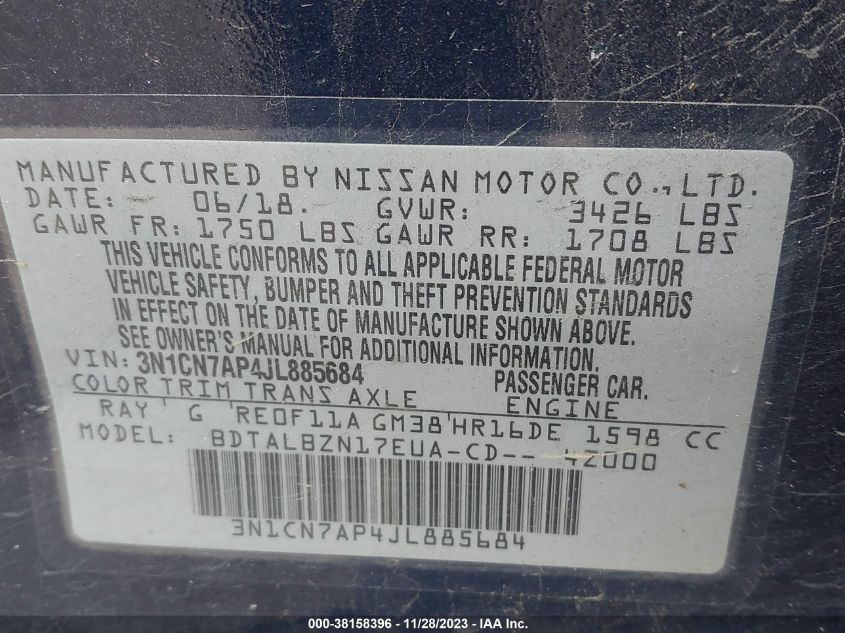 MANUFACTURED BY NISSAN MOTOR CO., LTD.
DATE: 06/18. GVWR: 3426 LBS
GAWR FR: 1750 LBS GAWR RR: 1708 LBS
THIS VEHICLE CONFORMS TO ALL APPLICABLE FEDERAL MOTOR
VEHICLE SAFETY, BUMPER AND THEFT PREVENTION STANDARDS
IN EFFECT ON THE DATE OF MANUFACTURE SHOWN ABOVE.
SEE OWNER'S MANUAL FOR ADDITIONAL INFORMATION.
VIN: 3N1CN7AP4JL885684 PASSENGER CAR.
COLOR TRIM TRANS AXLE ENGINE
RAY G RE0F11A GM38 HR16DE 1598 CC
MODEL: BDTALBZN17EUA-CD-- 42000
3N1CN7AP4JL885684
000-38158396 - 11/28/2023 - IAA Inc.